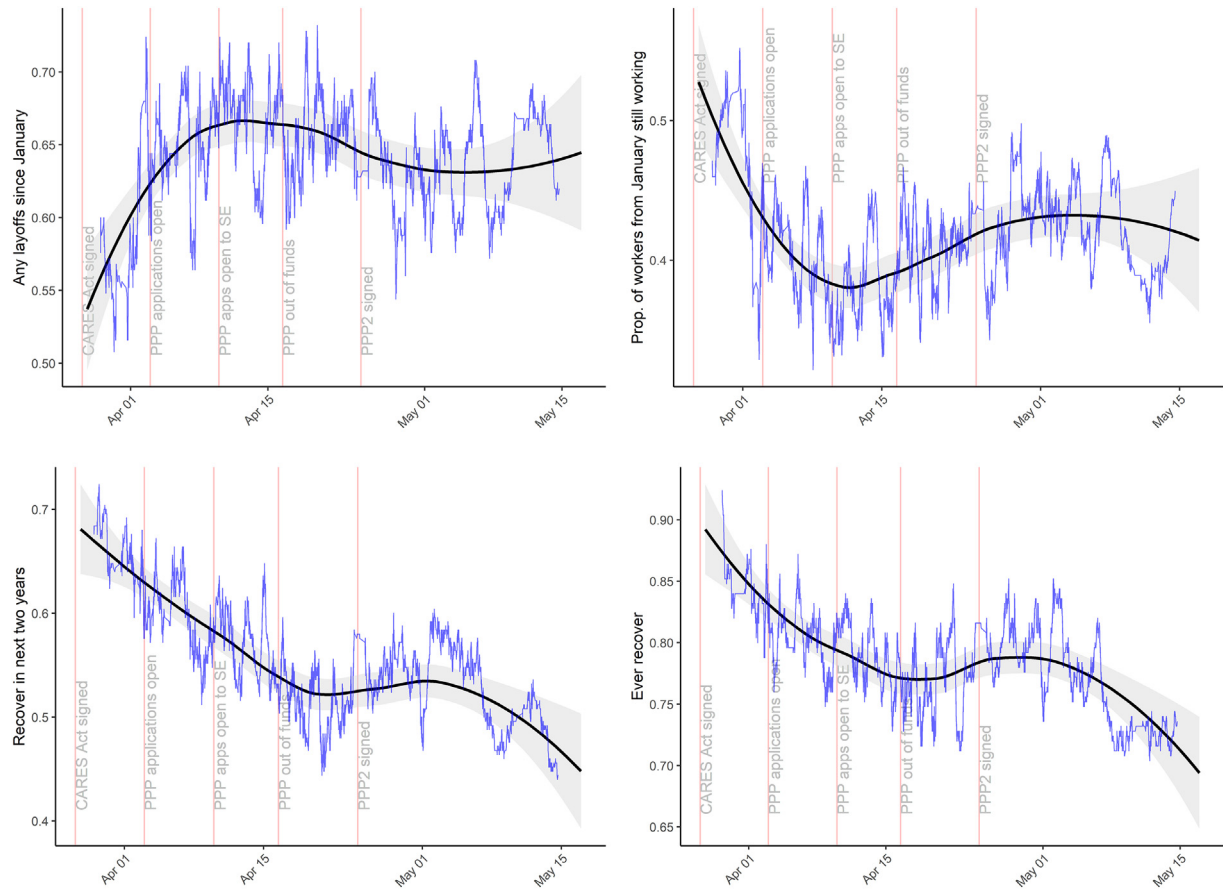 Any layoffs since January
0.70
0.65
0.60
0.55
0.50
CARES Act signed
PPP applications open
PPP apps open to SE
PPP out of funds
PPP2 signed
Apr 01
Apr 15
May 01
May 15
Prop. of workers from January still working
0.5
0.4
CARES Act signed
PPP applications open
PPP apps open to SE
PPP out of funds
PPP2 signed
Apr 01
Apr 15
May 01
May 15
Recover in next two years
0.7
0.6
0.5
0.4
CARES Act signed
PPP applications open
PPP apps open to SE
PPP out of funds
PPP2 signed
Apr 01
Apr 15
May 01
May 15
Ever recover
0.90
0.85
0.80
0.75
0.70
0.65
CARES Act signed
PPP applications open
PPP apps open to SE
PPP out of funds
PPP2 signed
Apr 01
Apr 15
May 01
May 15